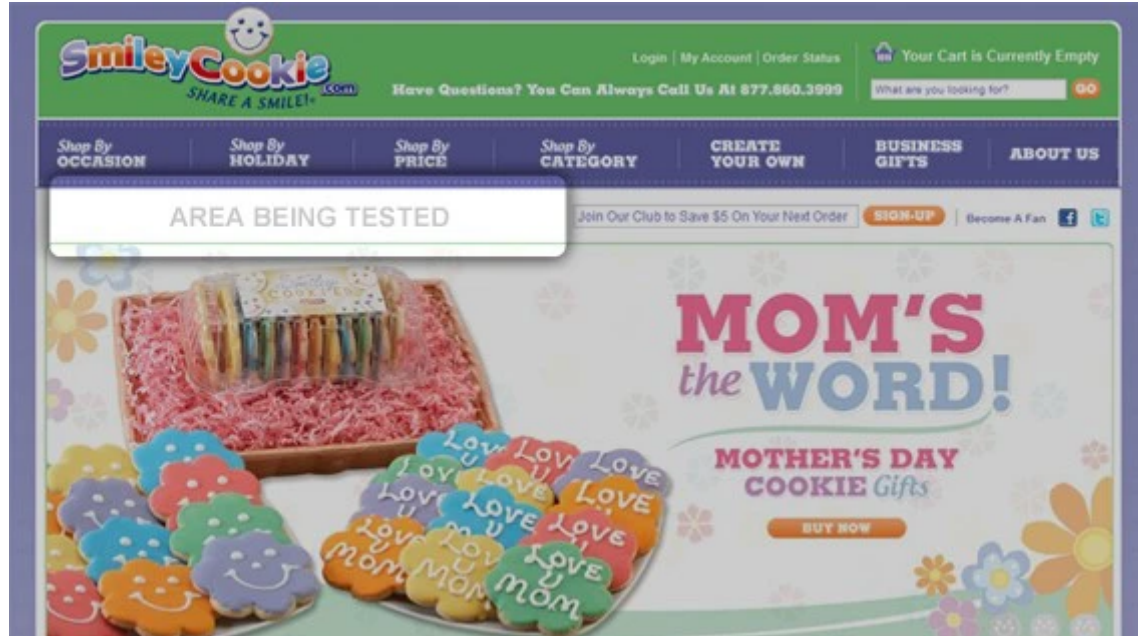 SmileyCookie.com
SHARE A SMILE!
Login | My Account | Order Status
Your Cart is Currently Empty
Have Questions? You Can Always Call Us At 877.860.3999
What are you looking for?
GO
Shop By OCCASION
Shop By HOLIDAY
Shop By PRICE
Shop By CATEGORY
CREATE YOUR OWN
BUSINESS GIFTS
ABOUT US
AREA BEING TESTED
Join Our Club to Save $5 On Your Next Order
SIGN-UP
Become A Fan
MOM'S
the WORD!
MOTHER'S DAY
COOKIE Gifts
BUY NOW
COOKIES
LOVE
U
MOM